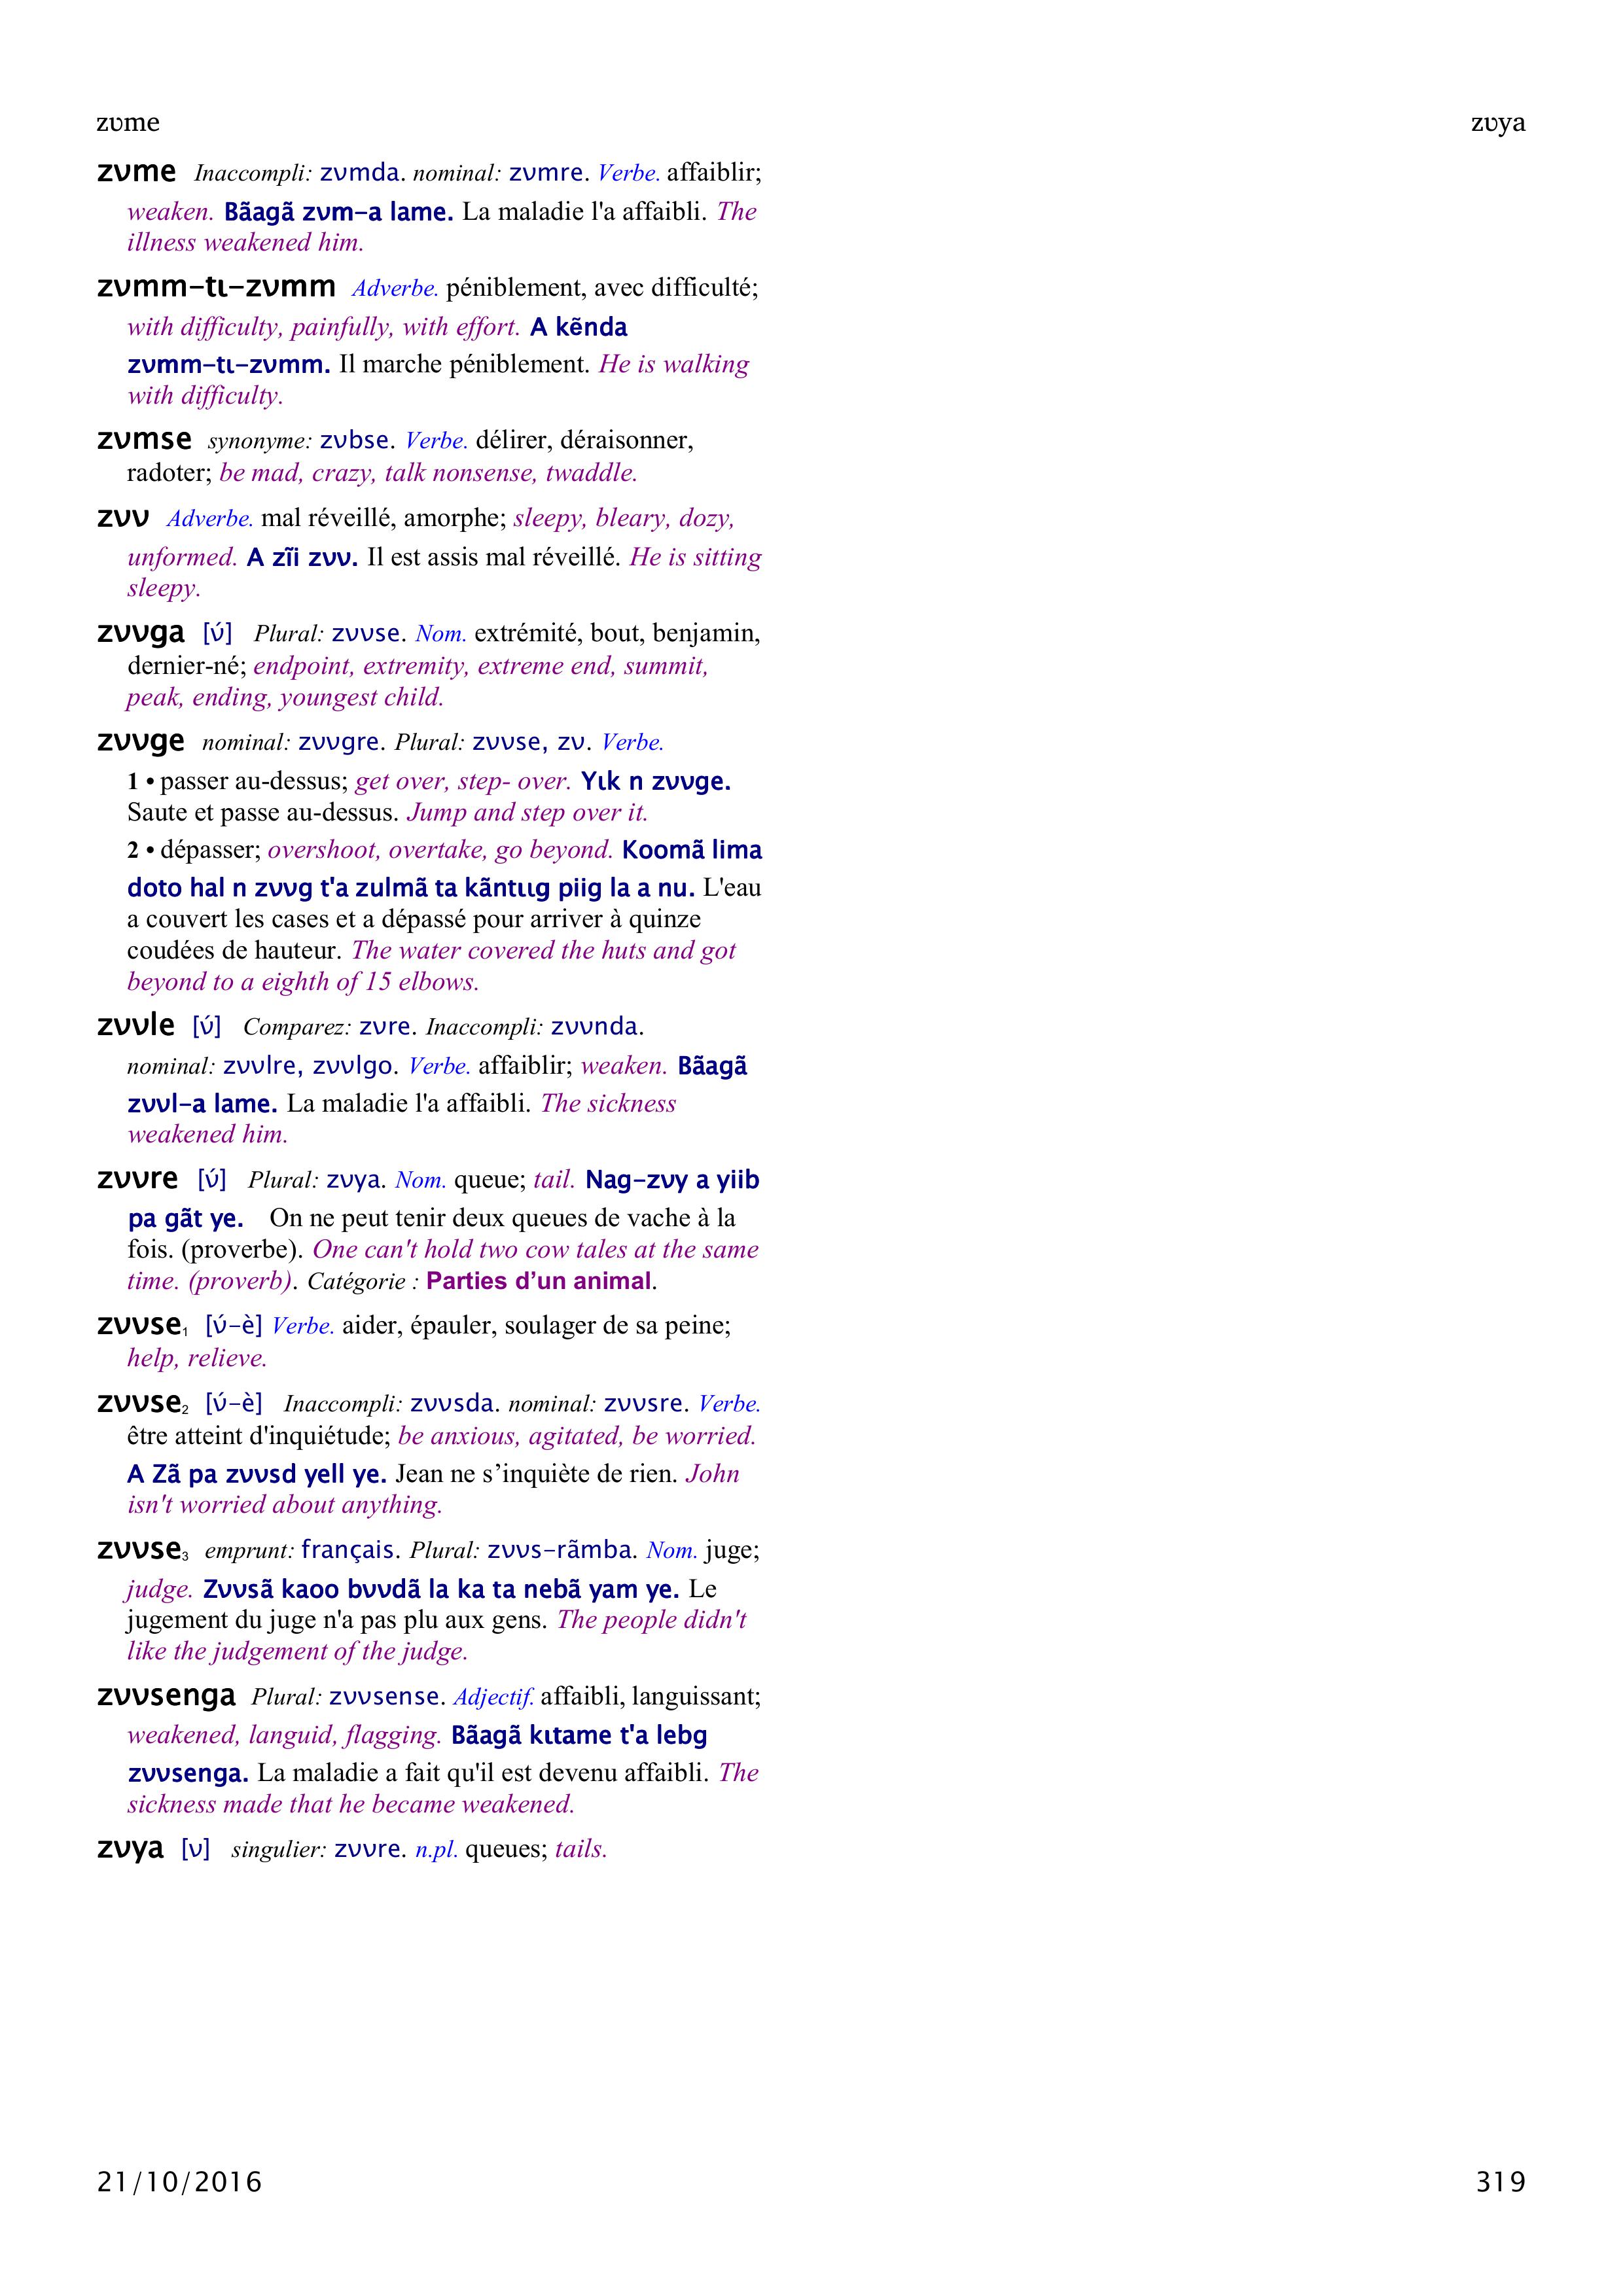 zʋme
zʋya
zʋme Inaccompli: zʋmda. nominal: zʋmre. Verbe. affaiblir;
weaken. Bãagã zʋm-a lame. La maladie l'a affaibli. The
illness weakened him.
zʋmm-tɩ-zʋmm Adverbe. péniblement, avec difficulté;
with difficulty, painfully, with effort. A kẽnda
zʋmm-tɩ-zʋmm. Il marche péniblement. He is walking
with difficulty.
zʋmse synonyme: zʋbse. Verbe. délirer, déraisonner,
radoter; be mad, crazy, talk nonsense, twaddle.
zʋʋ Adverbe. mal réveillé, amorphe; sleepy, bleary, dozy,
unformed. A zĩi zʋʋ. Il est assis mal réveillé. He is sitting
sleepy.
zʋʋga [ʋ́] Plural: zʋʋse. Nom. extrémité, bout, benjamin,
dernier-né; endpoint, extremity, extreme end, summit,
peak, ending, youngest child.
zʋʋge nominal: zʋʋgre. Plural: zʋʋse, zʋ. Verbe.
1 • passer au-dessus; get over, step- over. Yɩk n zʋʋge.
Saute et passe au-dessus. Jump and step over it.
2 • dépasser; overshoot, overtake, go beyond. Koomã lima
doto hal n zʋʋg t'a zulmã ta kãntɩɩg piig la a nu. L'eau
a couvert les cases et a dépassé pour arriver à quinze
coudées de hauteur. The water covered the huts and got
beyond to a eighth of 15 elbows.
zʋʋle [ʋ́] Comparez: zʋre. Inaccompli: zʋʋnda.
nominal: zʋʋlre, zʋʋlgo. Verbe. affaiblir; weaken. Bãagã
zʋʋl-a lame. La maladie l'a affaibli. The sickness
weakened him.
zʋʋre [ʋ́] Plural: zʋya. Nom. queue; tail. Nag-zʋy a yiib
pa gãt ye. On ne peut tenir deux queues de vache à la
fois. (proverbe). One can't hold two cow tales at the same
time. (proverb). Catégorie : Parties d’un animal.
zʋʋse₁ [ʋ́-è] Verbe. aider, épauler, soulager de sa peine;
help, relieve.
zʋʋse₂ [ʋ́-è] Inaccompli: zʋʋsda. nominal: zʋʋsre. Verbe.
être atteint d'inquiétude; be anxious, agitated, be worried.
A Zã pa zʋʋsd yell ye. Jean ne s’inquiète de rien. John
isn't worried about anything.
zʋʋse₃ emprunt: français. Plural: zʋʋs-rãmba. Nom. juge;
judge. Zʋʋsã kaoo bʋʋdã la ka ta nebã yam ye. Le
jugement du juge n'a pas plu aux gens. The people didn't
like the judgement of the judge.
zʋʋsenga Plural: zʋʋsense. Adjectif. affaibli, languissant;
weakened, languid, flagging. Bãagã kɩtame t'a lebg
zʋʋsenga. La maladie a fait qu'il est devenu affaibli. The
sickness made that he became weakened.
zʋya [ʋ] singulier: zʋʋre. n.pl. queues; tails.
21/10/2016
319